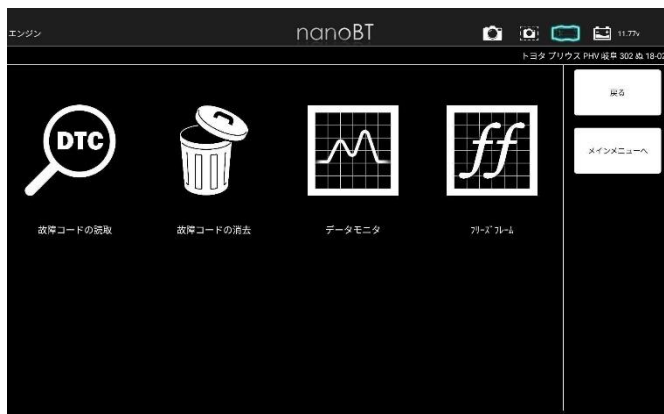 エンジン
nanoBT
11.77v
トヨタ プリウス PHV 岐阜 302 ぬ 18-02
戻る
メインメニューへ
DTC
ff
故障コードの読取
故障コードの消去
データモニタ
ﾌﾘｰｽﾞﾌﾚｰﾑ